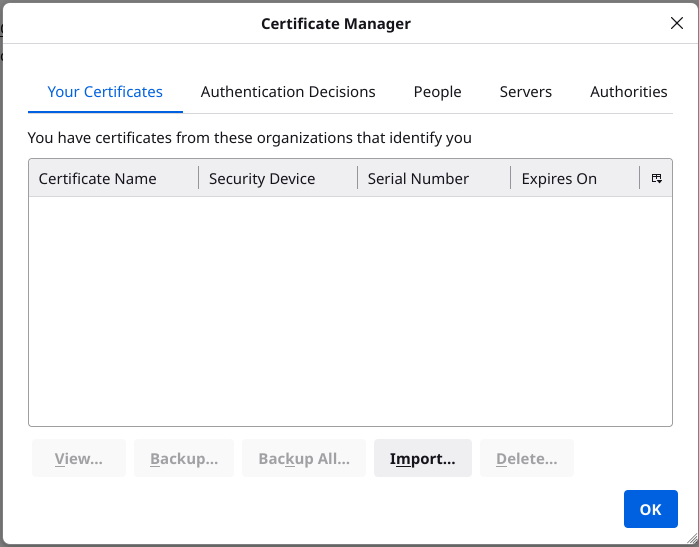 Certificate Manager
Your Certificates Authentication Decisions People Servers Authorities
You have certificates from these organizations that identify you
Certificate Name Security Device Serial Number Expires On
View... Backup... Backup All... Import... Delete...
OK